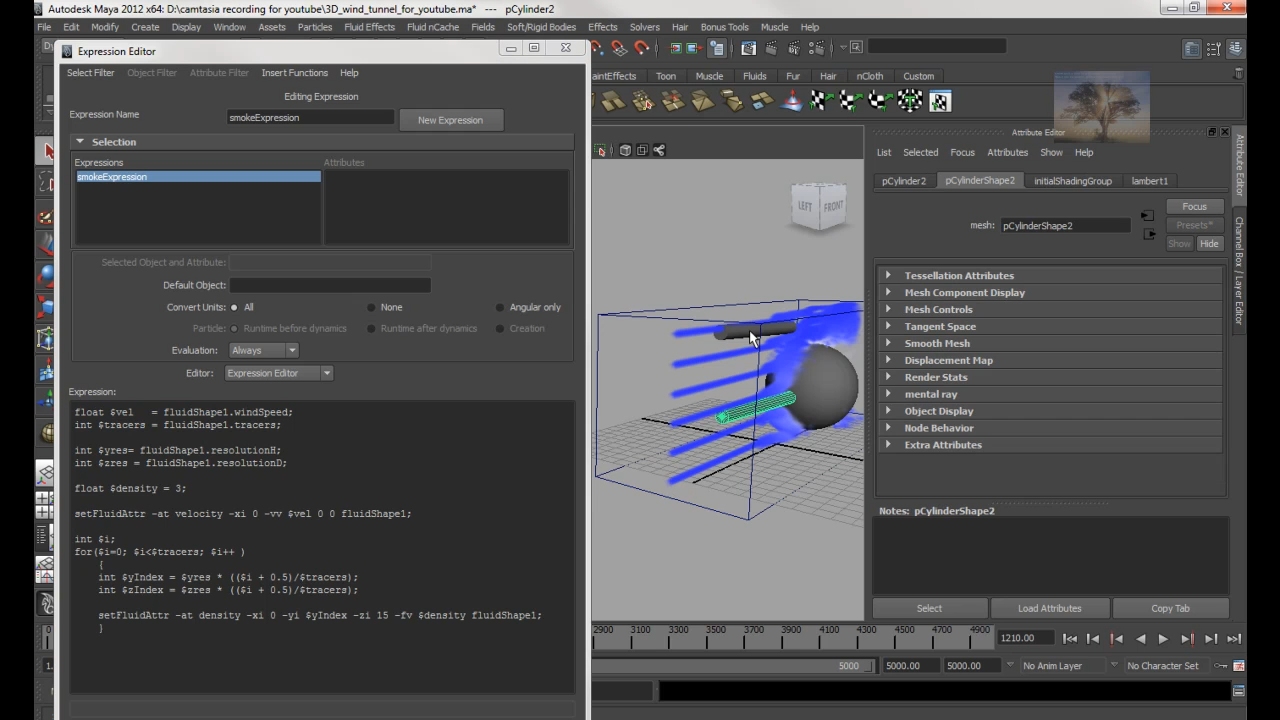 Autodesk Maya 2012 x64: D:\camtasia recording for youtube\3D_wind_tunnel_for_youtube.ma*   ---   pCylinder2
File Edit Modify Create Display Window Assets Particles Fluid Effects Fluid nCache Fields Soft/Rigid Bodies Effects Solvers Hair Bonus Tools Muscle Help
Expression Editor
Select Filter Object Filter Attribute Filter Insert Functions Help
Editing Expression
Expression Name smokeExpression New Expression
Selection
Expressions Attributes
smokeExpression
Selected Object and Attribute:
Default Object:
Convert Units: All None Angular only
Particle: Runtime before dynamics Runtime after dynamics Creation
Evaluation: Always
Editor: Expression Editor
Expression:
float $vel   = fluidShape1.windSpeed;
int $tracers = fluidShape1.tracers;
int $yres= fluidShape1.resolutionH;
int $zres = fluidShape1.resolutionD;
float $density = 3;
setFluidAttr -at velocity -xi 0 -vv $vel 0 0 fluidShape1;
int $i;
for($i=0; $i<$tracers; $i++ )
{
int $yIndex = $yres * (($i + 0.5)/$tracers);
int $zIndex = $zres * (($i + 0.5)/$tracers);
setFluidAttr -at density -xi 0 -yi $yIndex -zi 15 -fv $density fluidShape1;
}
aintEffects Toon Muscle Fluids Fur Hair nCloth Custom
LEFT FRONT
Attribute Editor
List Selected Focus Attributes Show Help
pCylinder2 pCylinderShape2 initialShadingGroup lambert1
Focus
mesh: pCylinderShape2 Presets*
Show Hide
Tessellation Attributes
Mesh Component Display
Mesh Controls
Tangent Space
Smooth Mesh
Displacement Map
Render Stats
mental ray
Object Display
Node Behavior
Extra Attributes
Notes: pCylinderShape2
Select Load Attributes Copy Tab
Attribute Editor
Channel Box / Layer Editor
0 2900 3100 3300 3500 3700 3900 4100 4300 4500 4700 4900 1210.00
1. 5000 5000.00 5000.00 No Anim Layer No Character Set